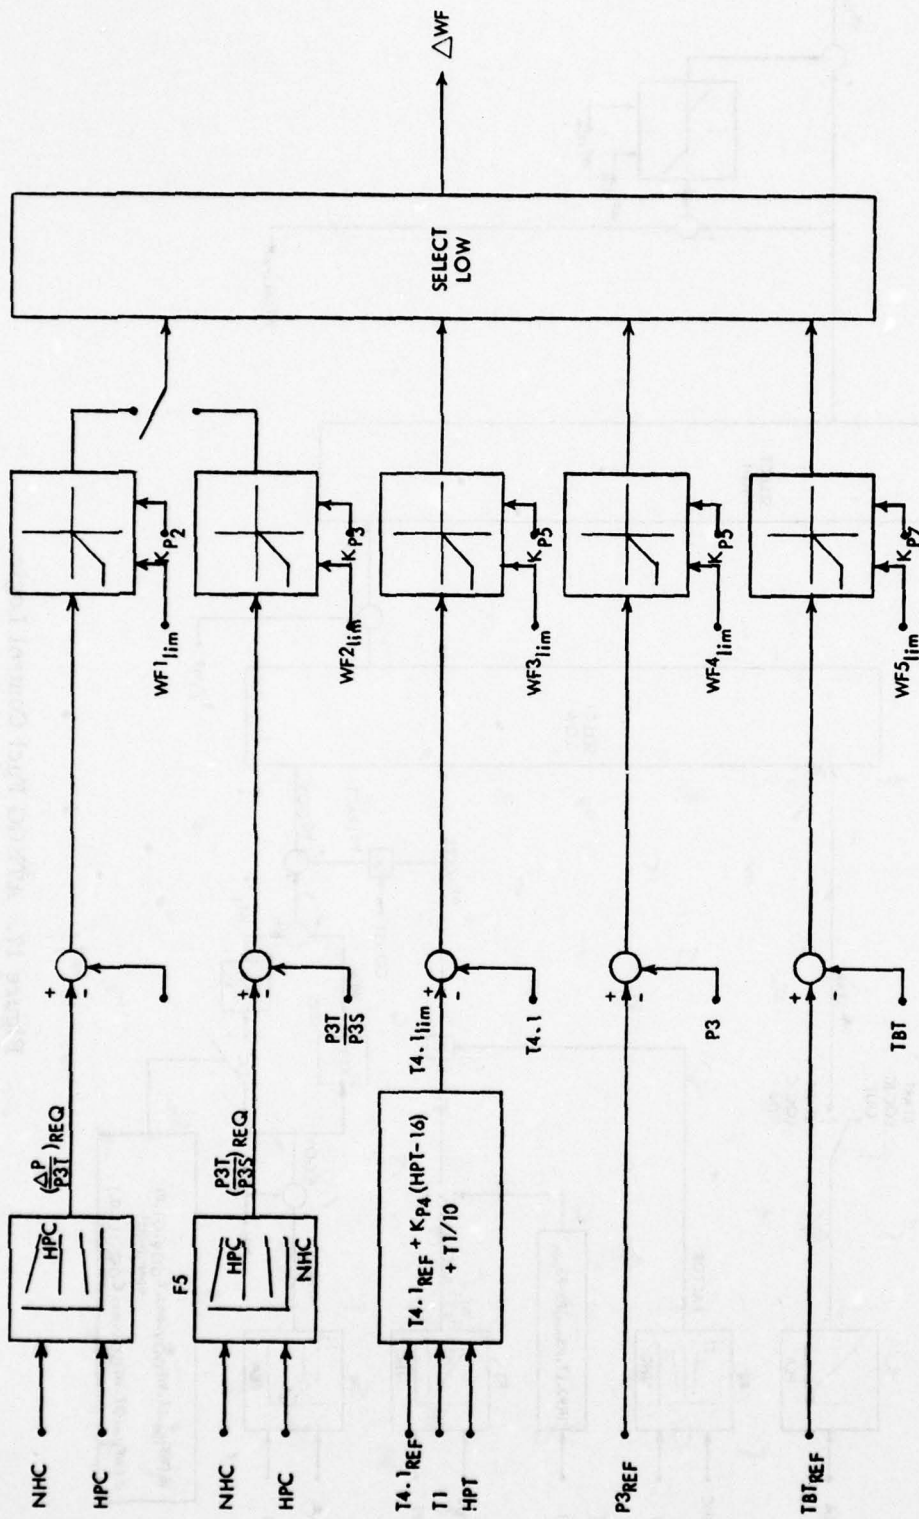 NHC
HPC
HPC
(ΔP/P3T)REQ
KP2
WF1lim
F5
NHC
HPC
HPC
NHC
(P3T/P3S)REQ
P3T/P3S
KP3
WF2lim
T4.1REF
T1
HPT
T4.1REF + KP4 (HPT-16)
+ T1/10
T4.1lim
T4.1
KP5
WF3lim
P3REF
P3
KP5
WF4lim
TBTREF
TBT
KP7
WF5lim
SELECT
LOW
ΔWF
+
-
+
-
+
-
+
-
+
-